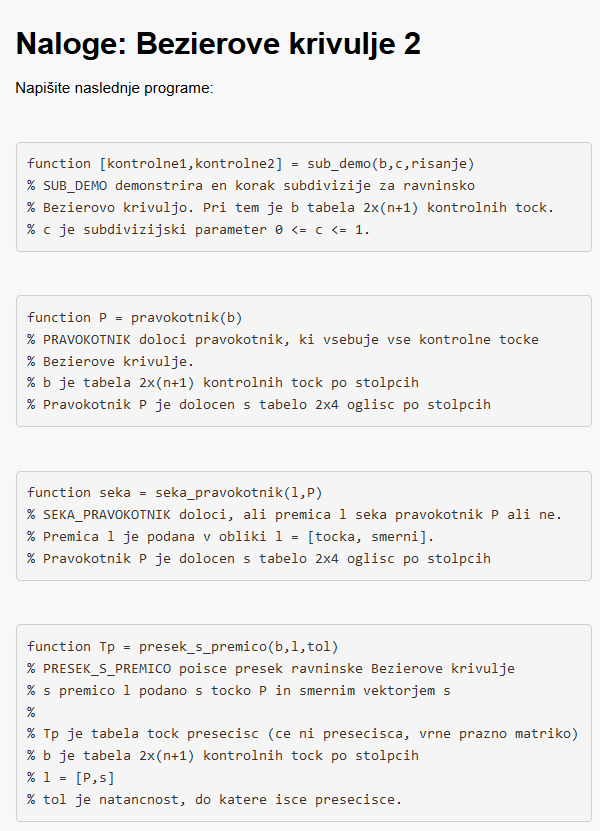 Naloge: Bezierove krivulje 2
Napišite naslednje programe:
function [kontrolne1,kontrolne2] = sub_demo(b,c,risanje)
% SUB_DEMO demonstrira en korak subdivizije za ravninsko
% Bezierovo krivuljo. Pri tem je b tabela 2x(n+1) kontrolnih tock.
% c je subdivizijski parameter 0 <= c <= 1.
function P = pravokotnik(b)
% PRAVOKOTNIK doloci pravokotnik, ki vsebuje vse kontrolne tocke
% Bezierove krivulje.
% b je tabela 2x(n+1) kontrolnih tock po stolpcih
% Pravokotnik P je dolocen s tabelo 2x4 oglisc po stolpcih
function seka = seka_pravokotnik(l,P)
% SEKA_PRAVOKOTNIK doloci, ali premica l seka pravokotnik P ali ne.
% Premica l je podana v obliki l = [tocka, smerni].
% Pravokotnik P je dolocen s tabelo 2x4 oglisc po stolpcih
function Tp = presek_s_premico(b,l,tol)
% PRESEK_S_PREMICO poisce presek ravninske Bezierove krivulje
% s premico l podano s tocko P in smernim vektorjem s
%
% Tp je tabela tock presecisc (ce ni presecisca, vrne prazno matriko)
% b je tabela 2x(n+1) kontrolnih tock po stolpcih
% l = [P,s]
% tol je natancnost, do katere isce presecisce.